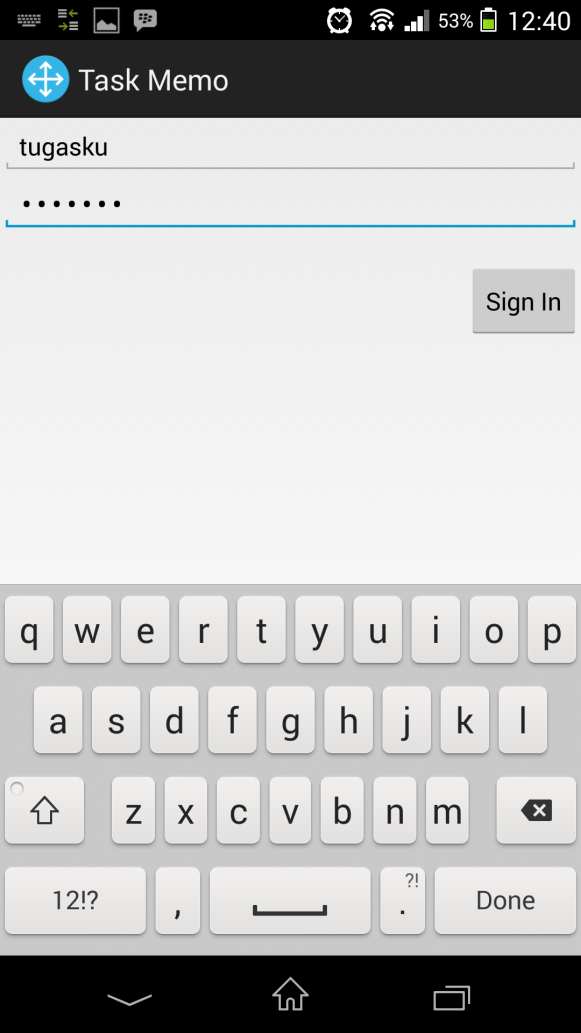 53% 12:40
Task Memo
tugasku
•••••••
Sign In
q w e r t y u i o p
a s d f g h j k l
z x c v b n m
12!? , ?! . Done